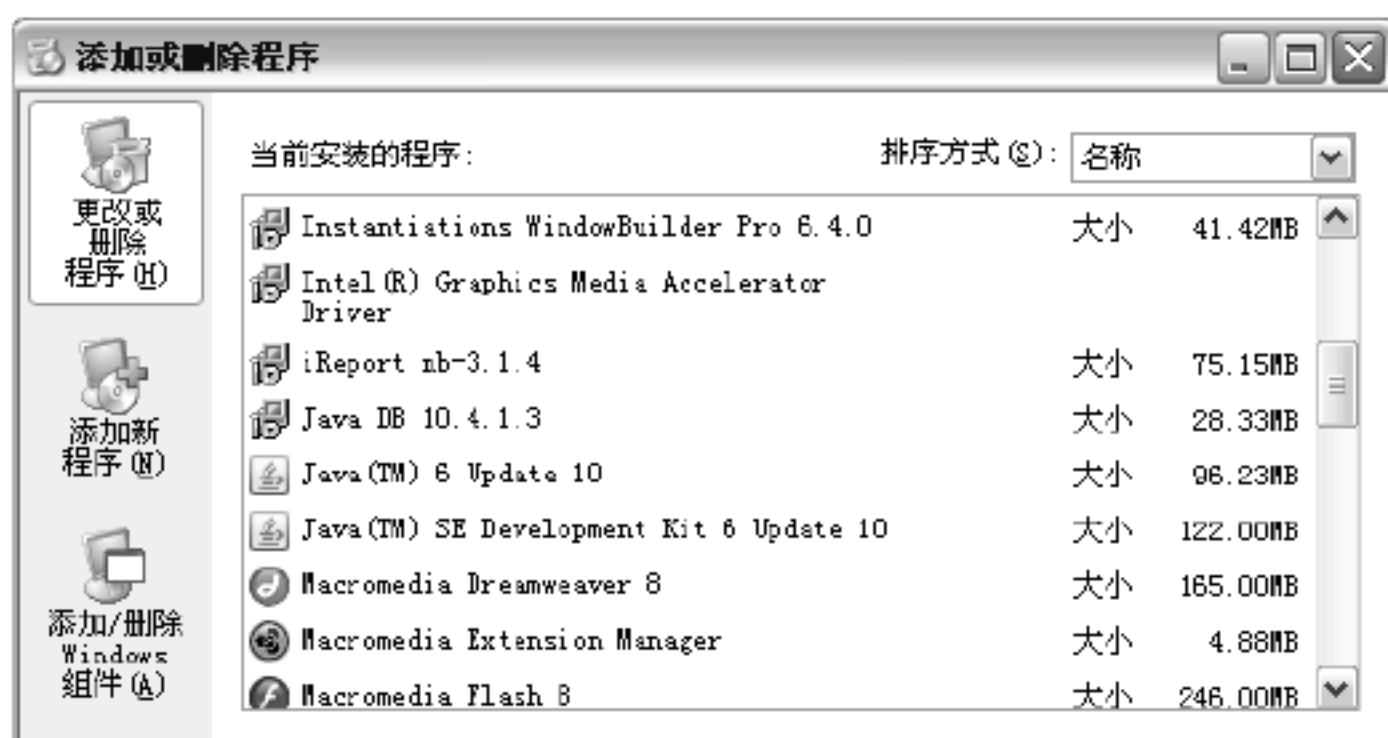 添加或删除程序
当前安装的程序: 排序方式(S): 名称
更改或
删除
程序(H)
添加新
程序(N)
添加/删除
Windows
组件(A)
Instantiations WindowBuilder Pro 6.4.0 大小 41.42MB
Intel(R) Graphics Media Accelerator
Driver
iReport nb-3.1.4 大小 75.15MB
Java DB 10.4.1.3 大小 28.33MB
Java(TM) 6 Update 10 大小 96.23MB
Java(TM) SE Development Kit 6 Update 10 大小 122.00MB
Macromedia Dreamweaver 8 大小 165.00MB
Macromedia Extension Manager 大小 4.88MB
Macromedia Flash 8 大小 246.00MB